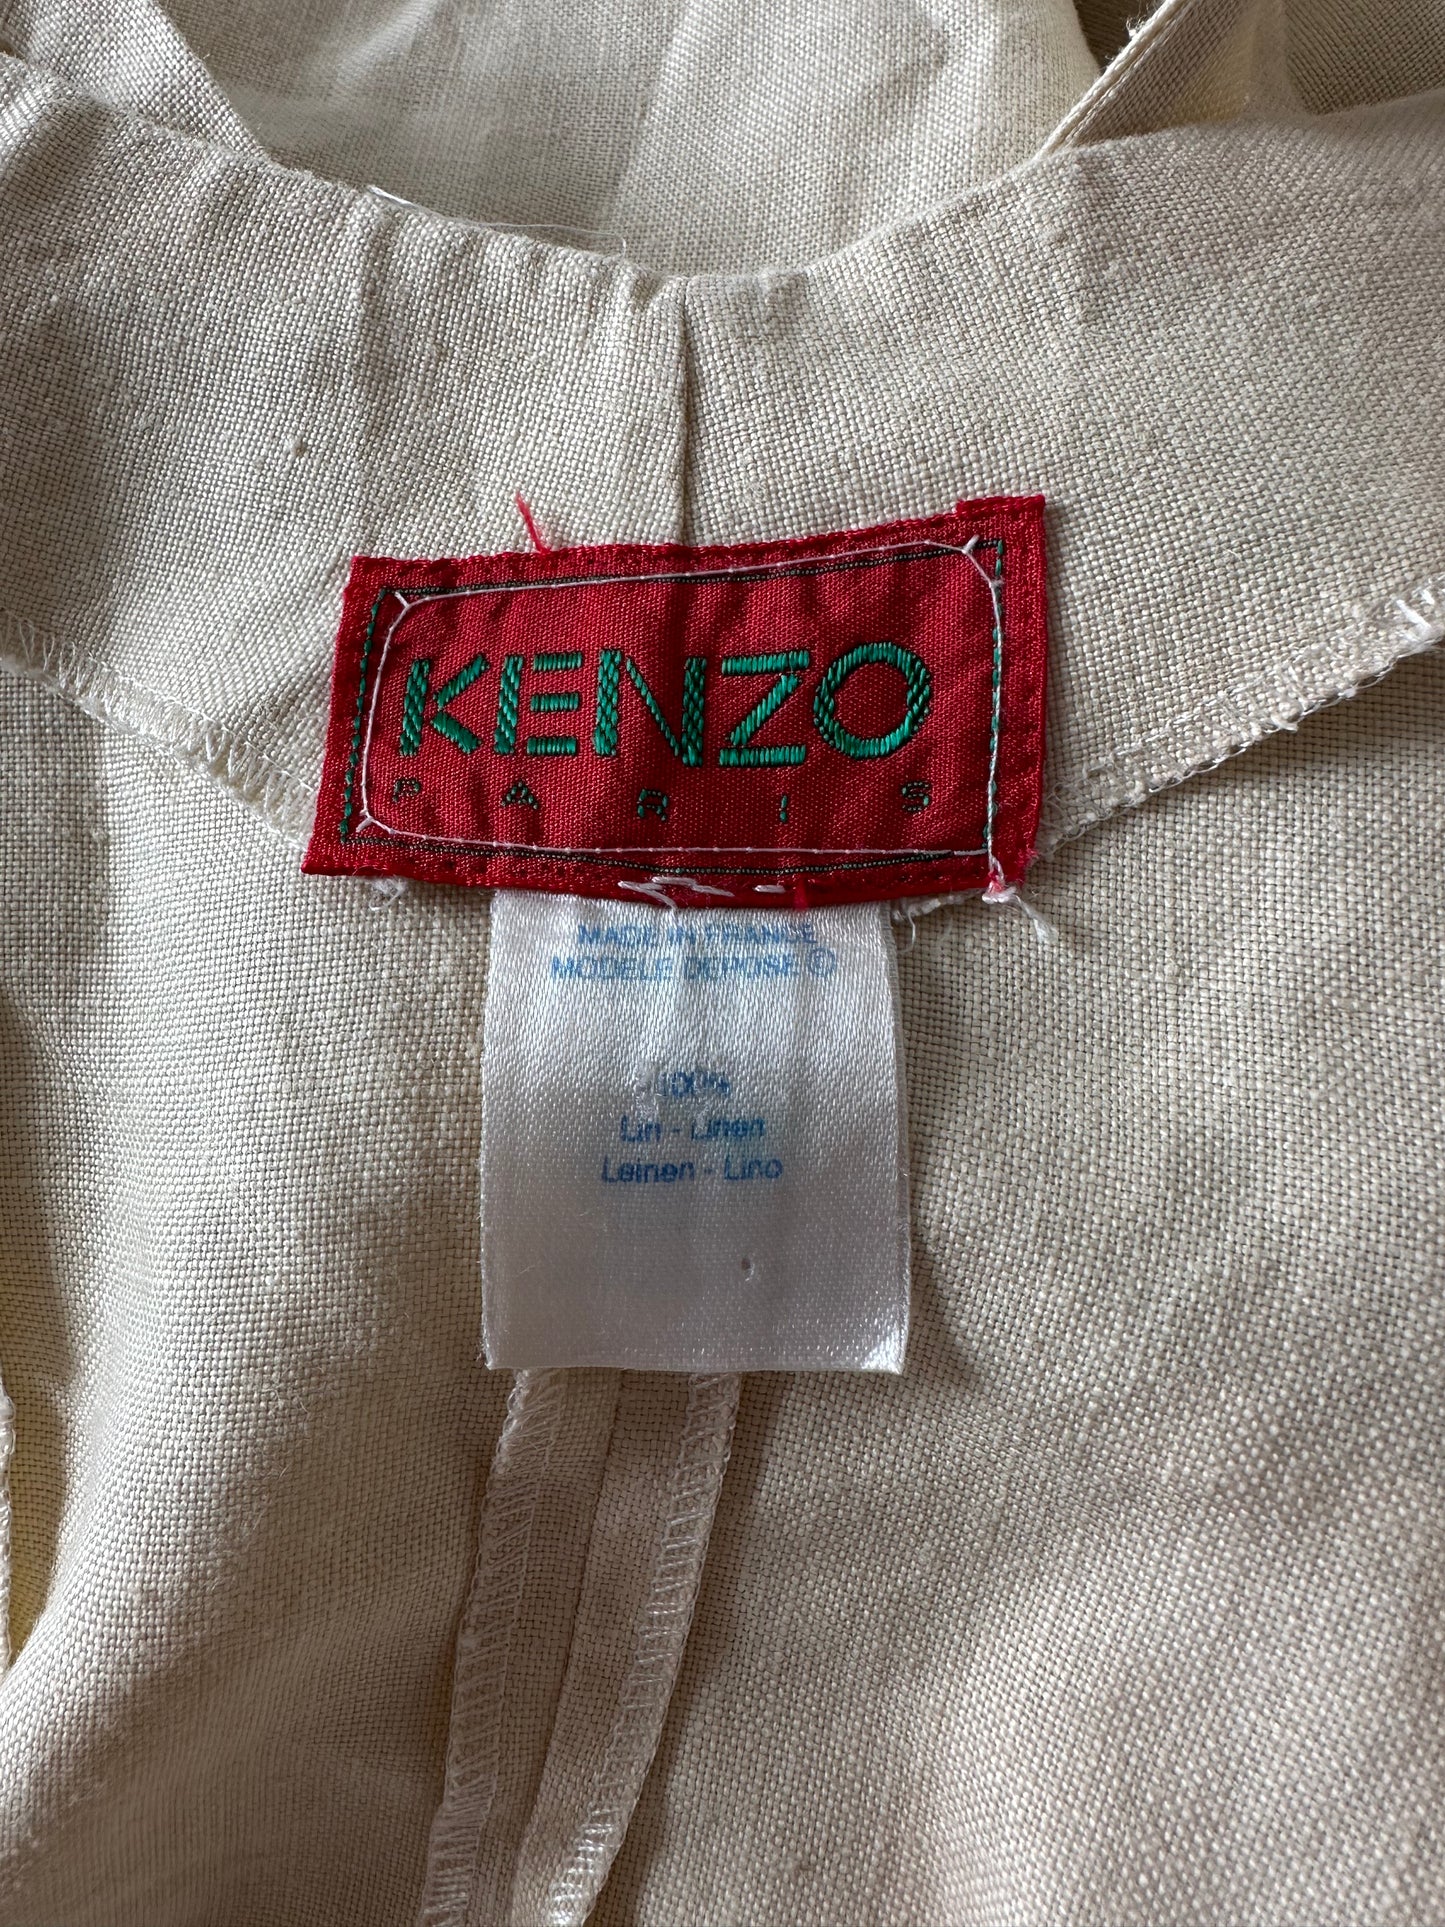 KENZO
PARIS
MADE IN FRANCE
MODELE DEPOSE ©
100%
Lin - Linen
Leinen - Lino